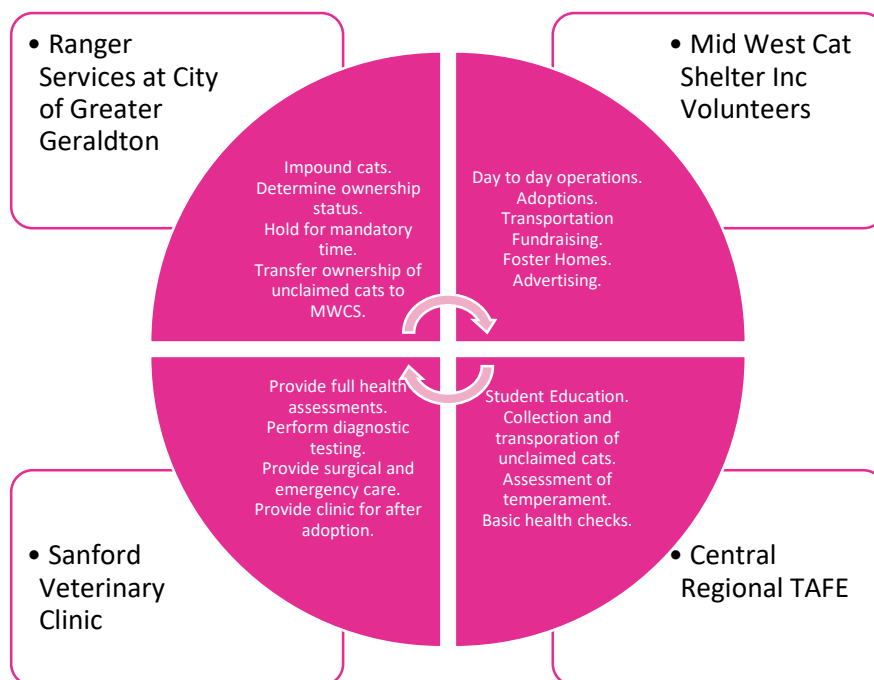 • Ranger
Services at City
of Greater
Geraldton
• Mid West Cat
Shelter Inc
Volunteers
Impound cats.
Determine ownership
status.
Hold for mandatory
time.
Transfer ownership of
unclaimed cats to
MWCS.
Day to day operations.
Adoptions.
Transportation
Fundraising.
Foster Homes.
Advertising.
Provide full health
assessments.
Perform diagnostic
testing.
Provide surgical and
emergency care.
Provide clinic for after
adoption.
Student Education.
Collection and
transporation of
unclaimed cats.
Assessment of
temperament.
Basic health checks.
• Sanford
Veterinary
Clinic
• Central
Regional TAFE